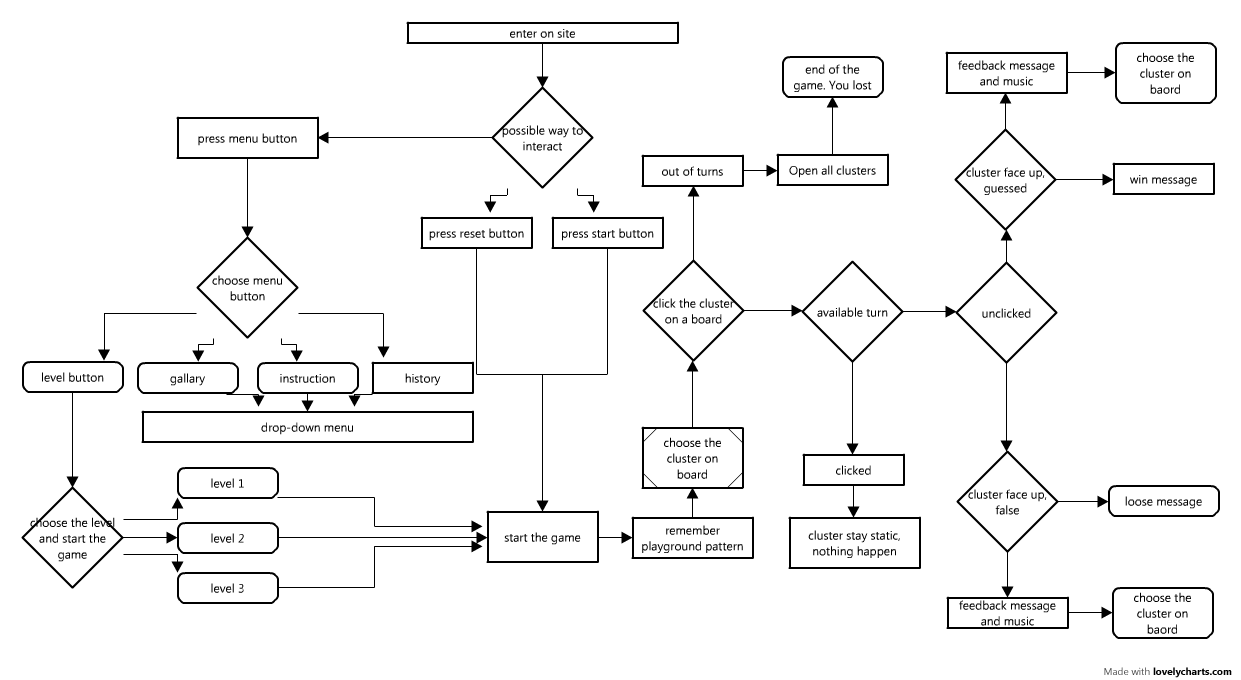 enter on site
possible way to
interact
press menu button
press reset button
press start button
choose menu
button
level button
gallary
instruction
history
drop-down menu
choose the level
and start the
game
level 1
level 2
level 3
start the game
remember
playground pattern
choose the
cluster on
board
click the cluster
on a board
out of turns
Open all clusters
end of the
game. You lost
available turn
clicked
cluster stay static,
nothing happen
unclicked
cluster face up,
guessed
feedback message
and music
choose the
cluster on
baord
win message
cluster face up,
false
loose message
feedback message
and music
choose the
cluster on
baord
Made with lovelycharts.com